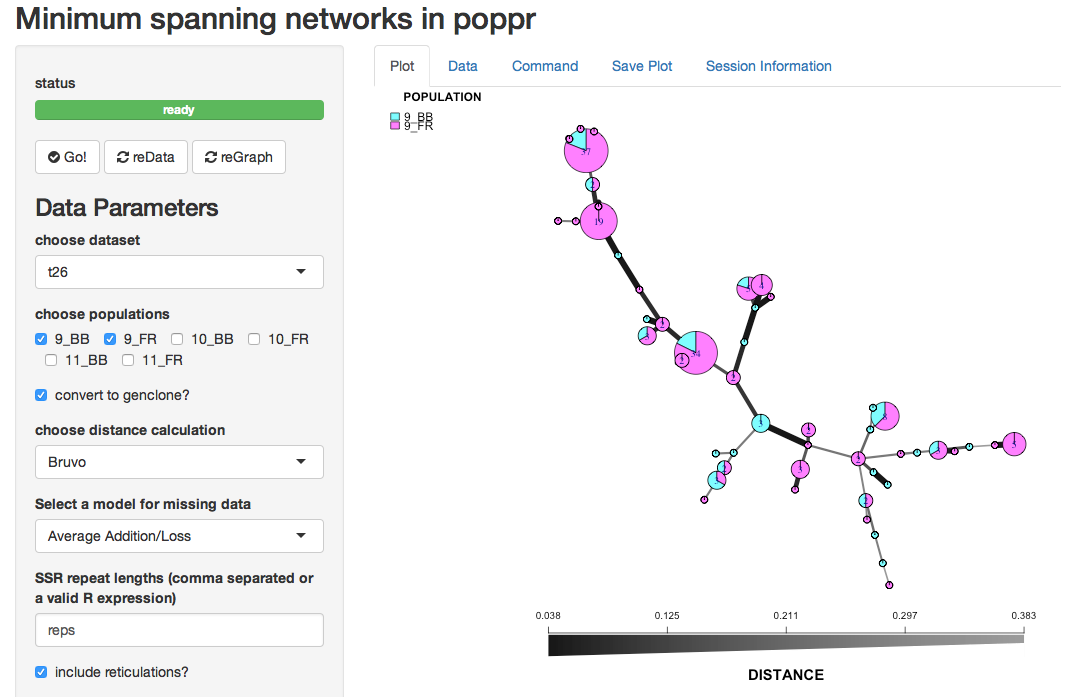 Minimum spanning networks in poppr
status
ready
Go! reData reGraph
Data Parameters
choose dataset
t26
choose populations
9_BB 9_FR 10_BB 10_FR
11_BB 11_FR
convert to genclone?
choose distance calculation
Bruvo
Select a model for missing data
Average Addition/Loss
SSR repeat lengths (comma separated or
a valid R expression)
reps
include reticulations?
Plot Data Command Save Plot Session Information
POPULATION
9_BB
9_FR
37
19
34
0.038 0.125 0.211 0.297 0.383
DISTANCE